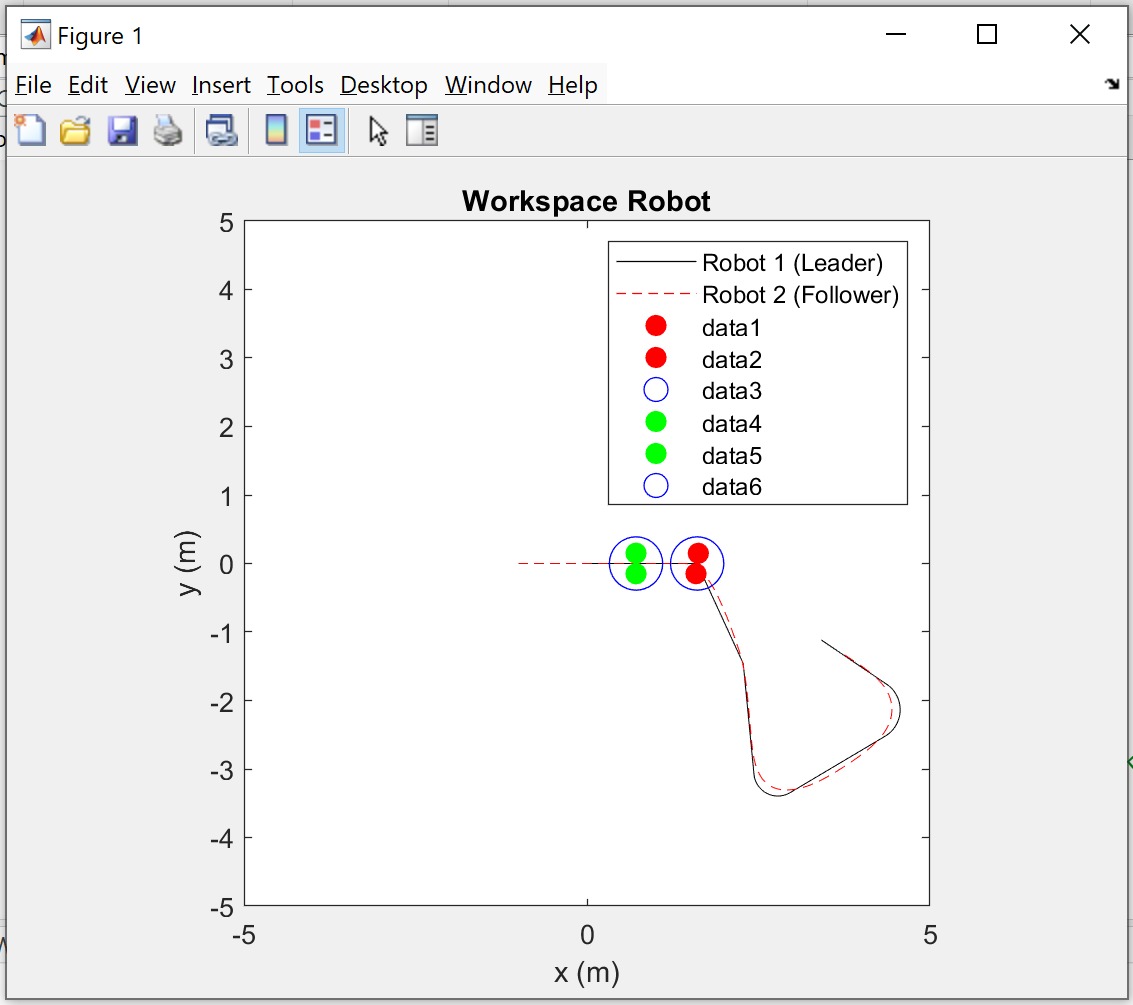 Figure 1
File Edit View Insert Tools Desktop Window Help
Workspace Robot
Robot 1 (Leader)
Robot 2 (Follower)
data1
data2
data3
data4
data5
data6
5
4
3
2
1
0
-1
-2
-3
-4
-5
y (m)
-5 0 5
x (m)